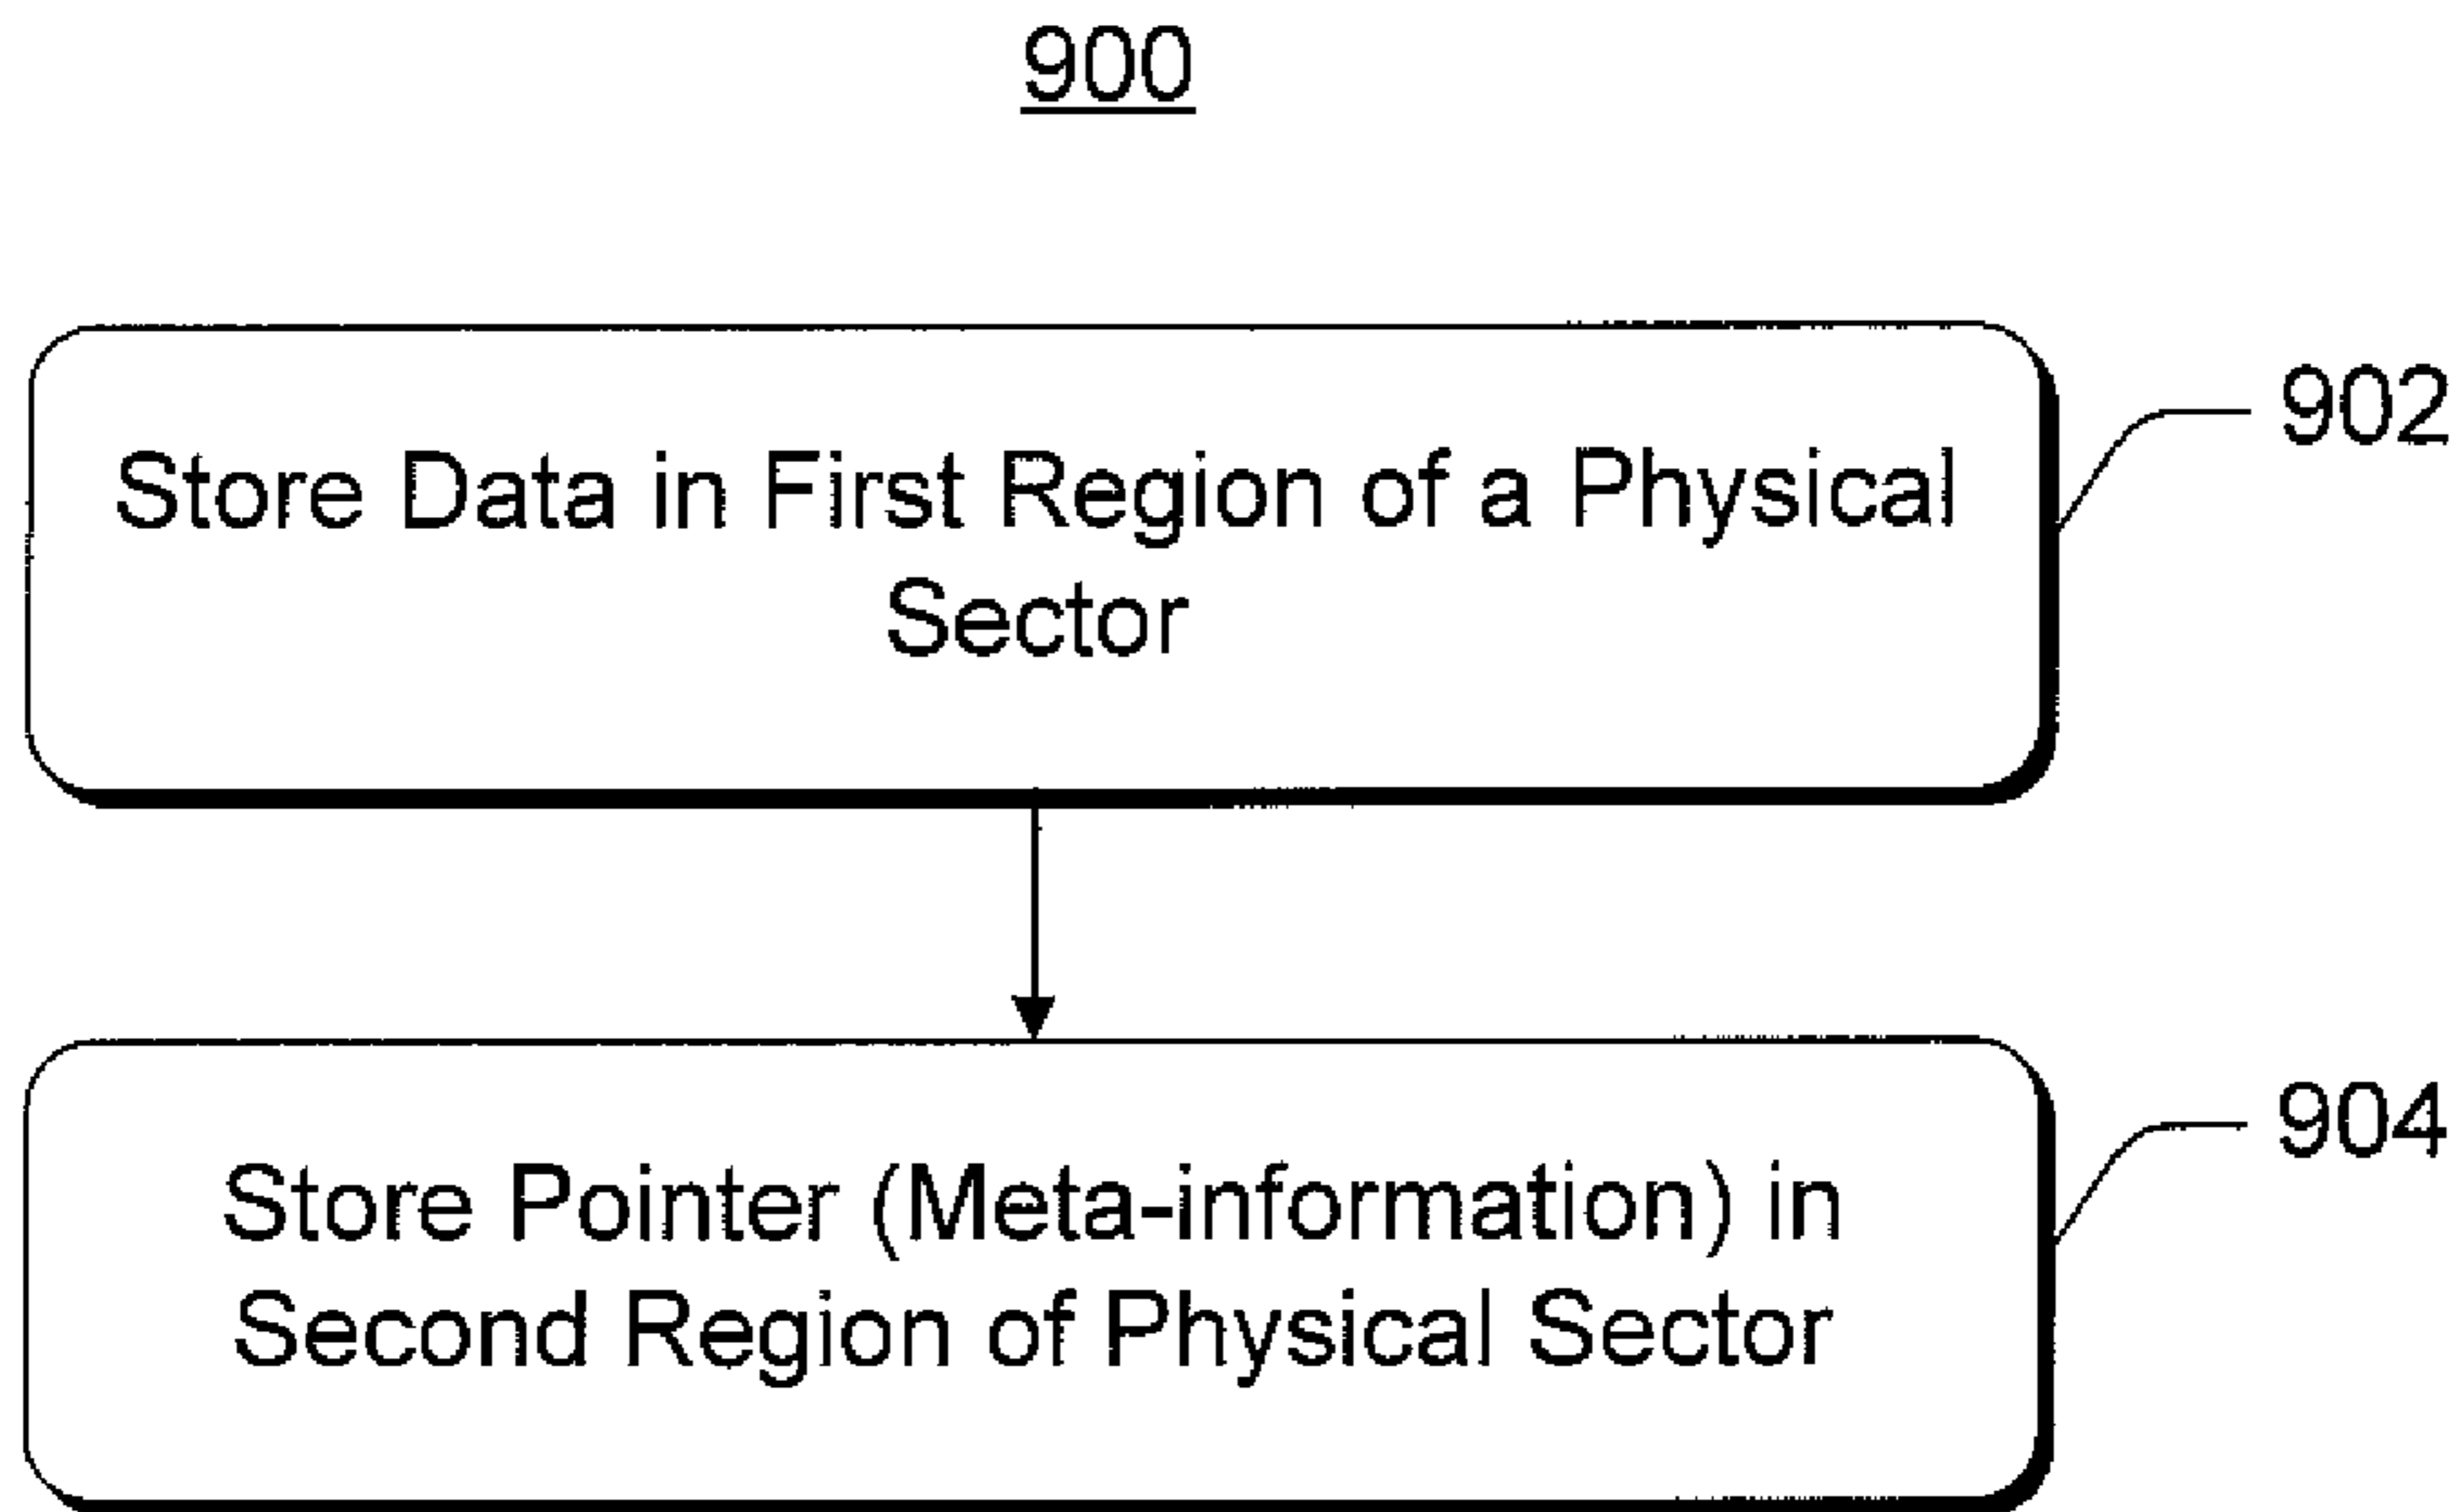 900
Store Data in First Region of a Physical
Sector
902
Store Pointer (Meta-information) in
Second Region of Physical Sector
904